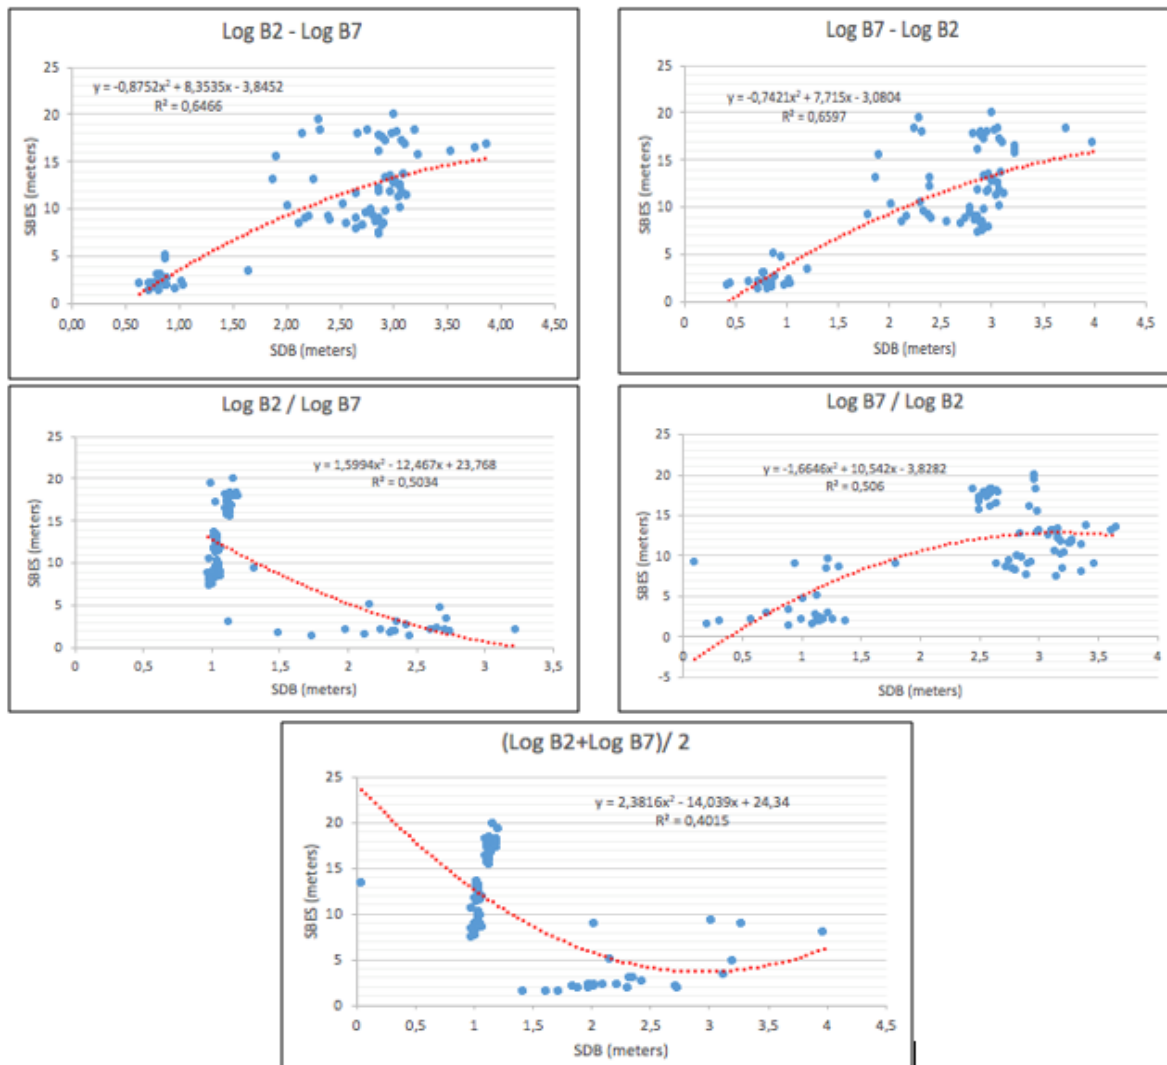 Log B2 - Log B7
25
y = -0,8752x² + 8,3535x - 3,8452
R² = 0,6466
20
15
10
5
0
SBES (meters)
0,00 0,50 1,00 1,50 2,00 2,50 3,00 3,50 4,00 4,50
SDB (meters)
Log B7 - Log B2
25
y = -0,7421x² + 7,715x - 3,0804
R² = 0,6597
20
15
10
5
0
SBES (meters)
0 0,5 1 1,5 2 2,5 3 3,5 4 4,5
SDB (meters)
Log B2 / Log B7
25
y = 1,5994x² - 12,467x + 23,768
R² = 0,5034
20
15
10
5
0
SBES (meters)
0 0,5 1 1,5 2 2,5 3 3,5
SDB (meters)
Log B7 / Log B2
25
y = -1,6646x² + 10,542x - 3,8282
R² = 0,506
20
15
10
5
0
-5
SBES (meters)
0 0,5 1 1,5 2 2,5 3 3,5 4
SDB (meters)
(Log B2+Log B7)/ 2
25
y = 2,3816x² - 14,039x + 24,34
R² = 0,4015
20
15
10
5
0
SBES (meters)
0 0,5 1 1,5 2 2,5 3 3,5 4 4,5
SDB (meters)